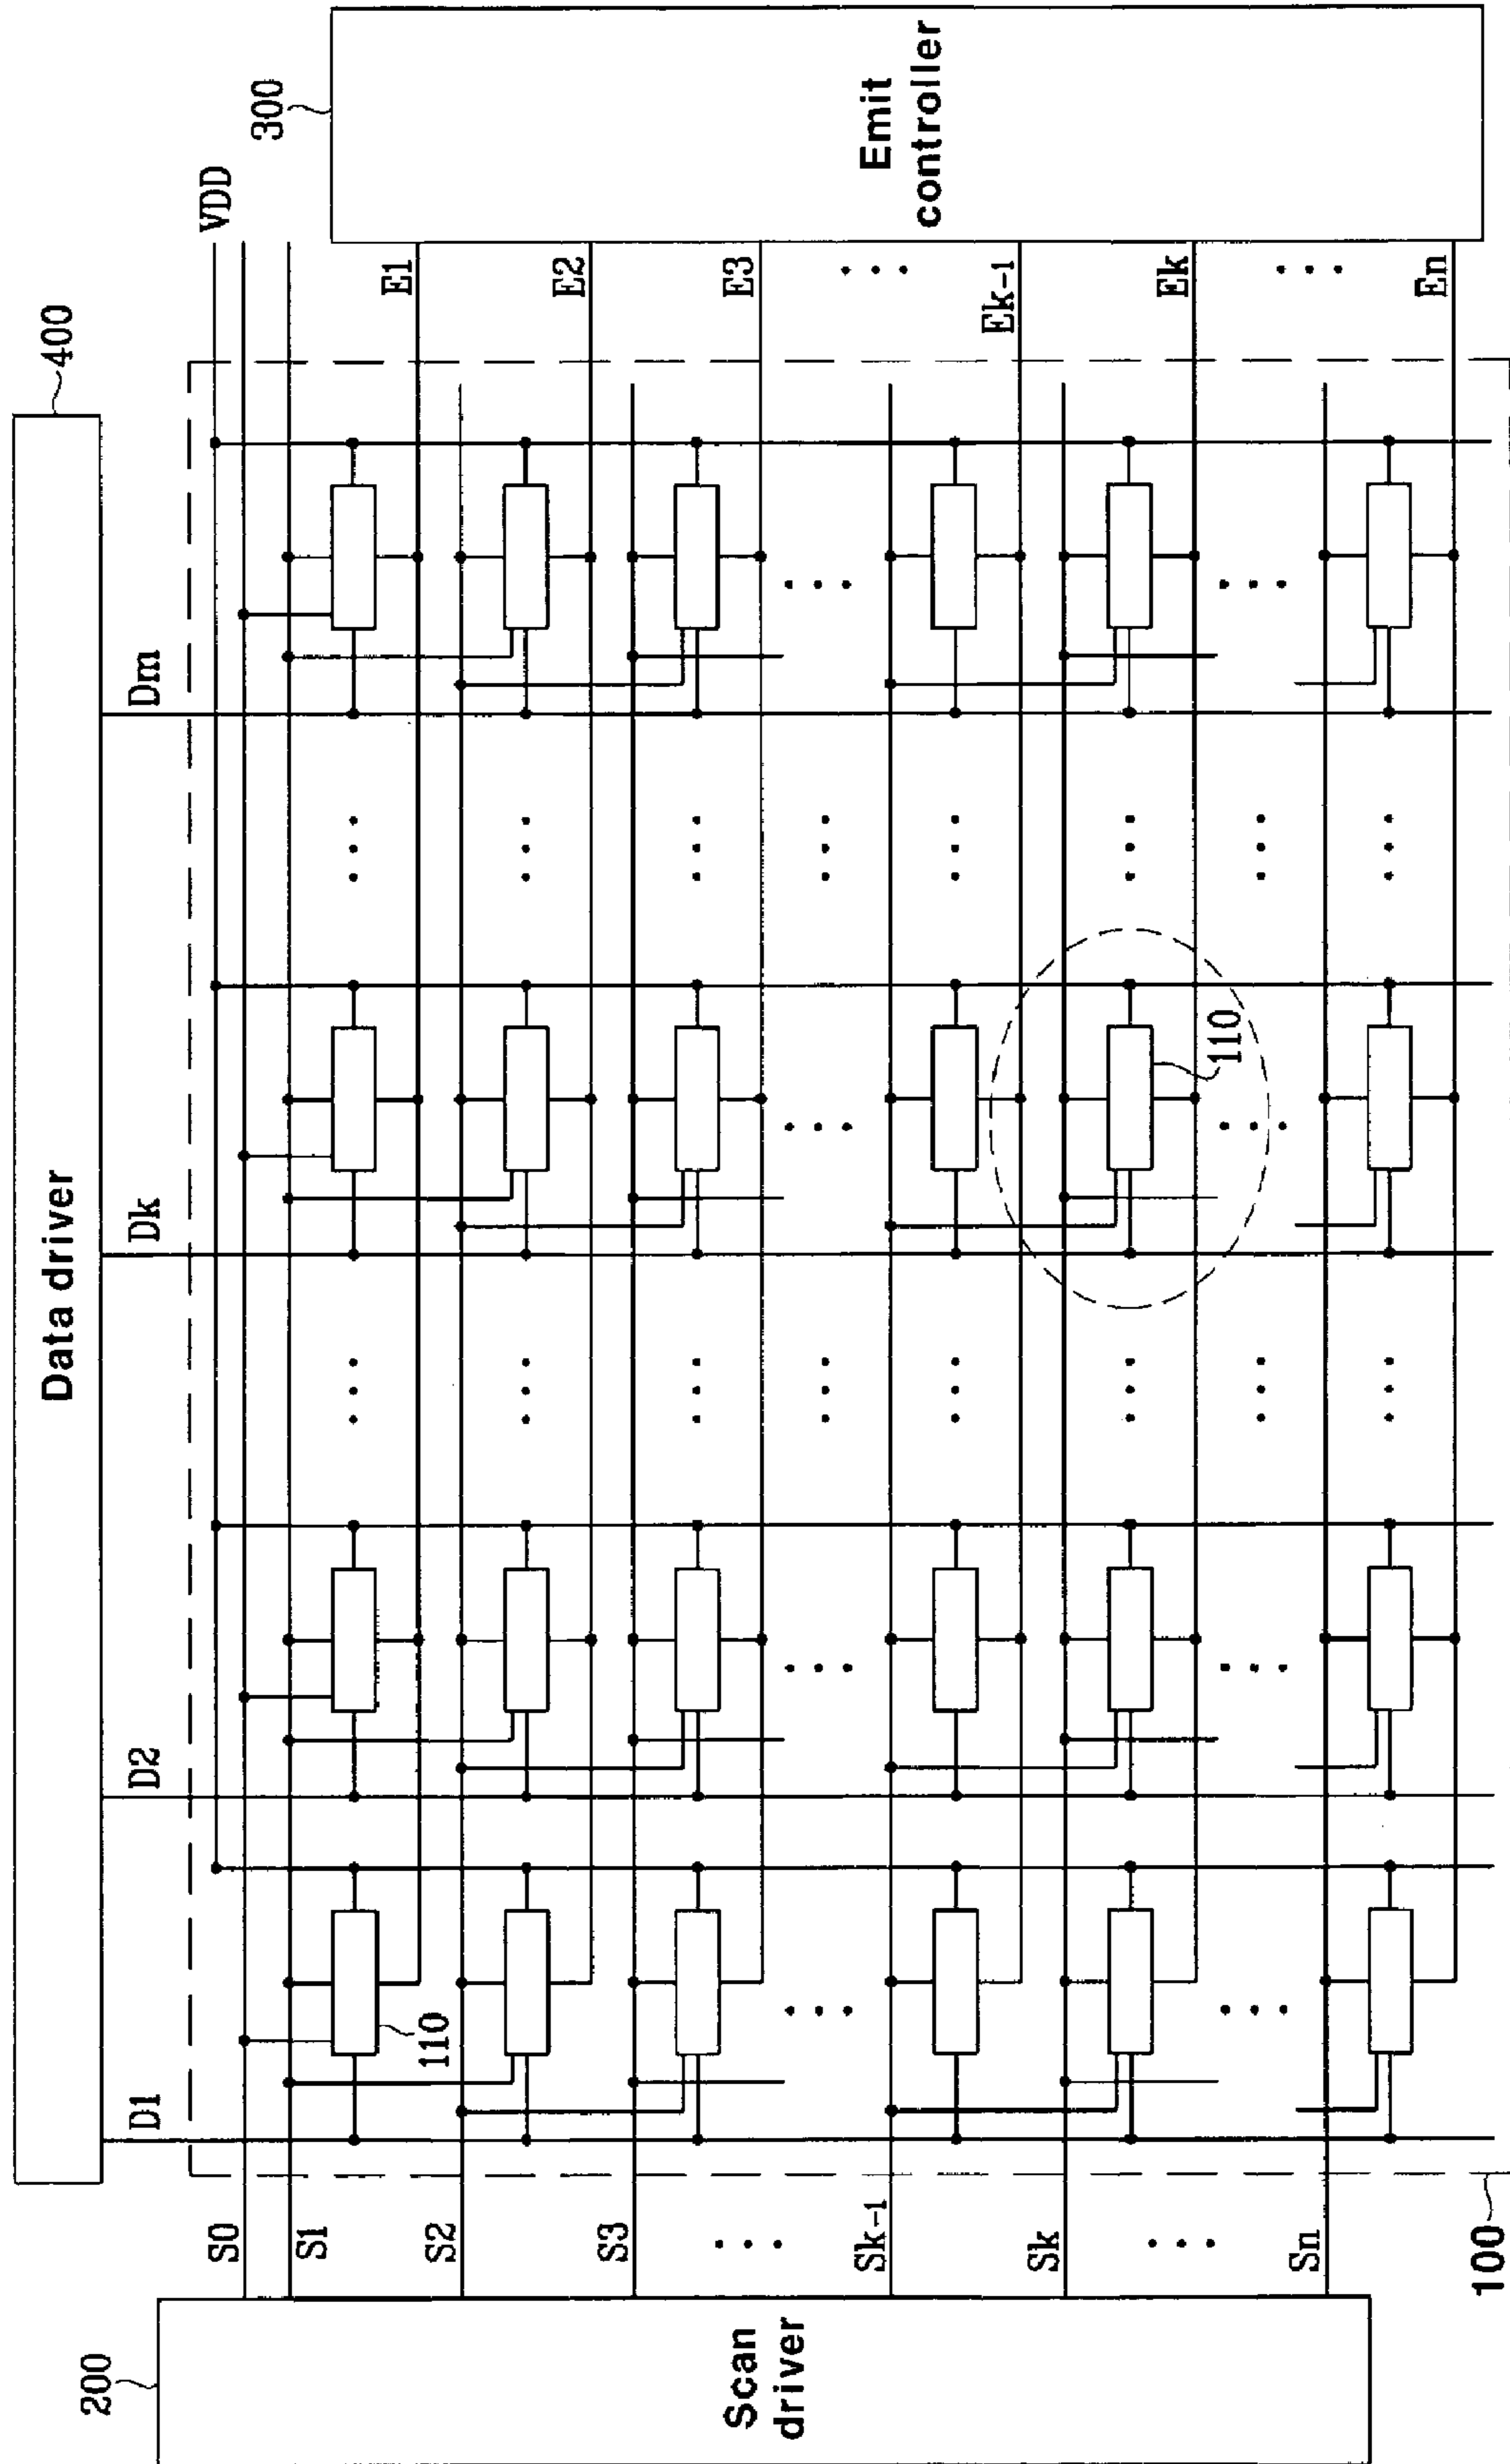 400
Data driver
D1
D2
Dk
Dm
VDD
200
Scan driver
S0
S1
S2
S3
Sk-1
Sk
Sn
300
Emit controller
E1
E2
E3
Ek-1
Ek
En
110
110
100